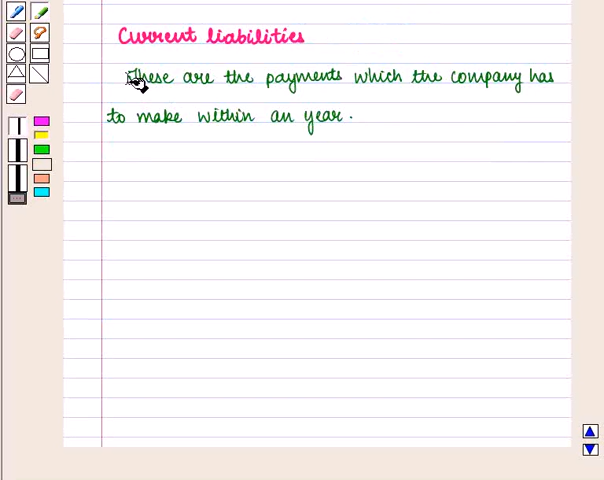 Current liabilities
These are the payments which the company has
to make within an year.